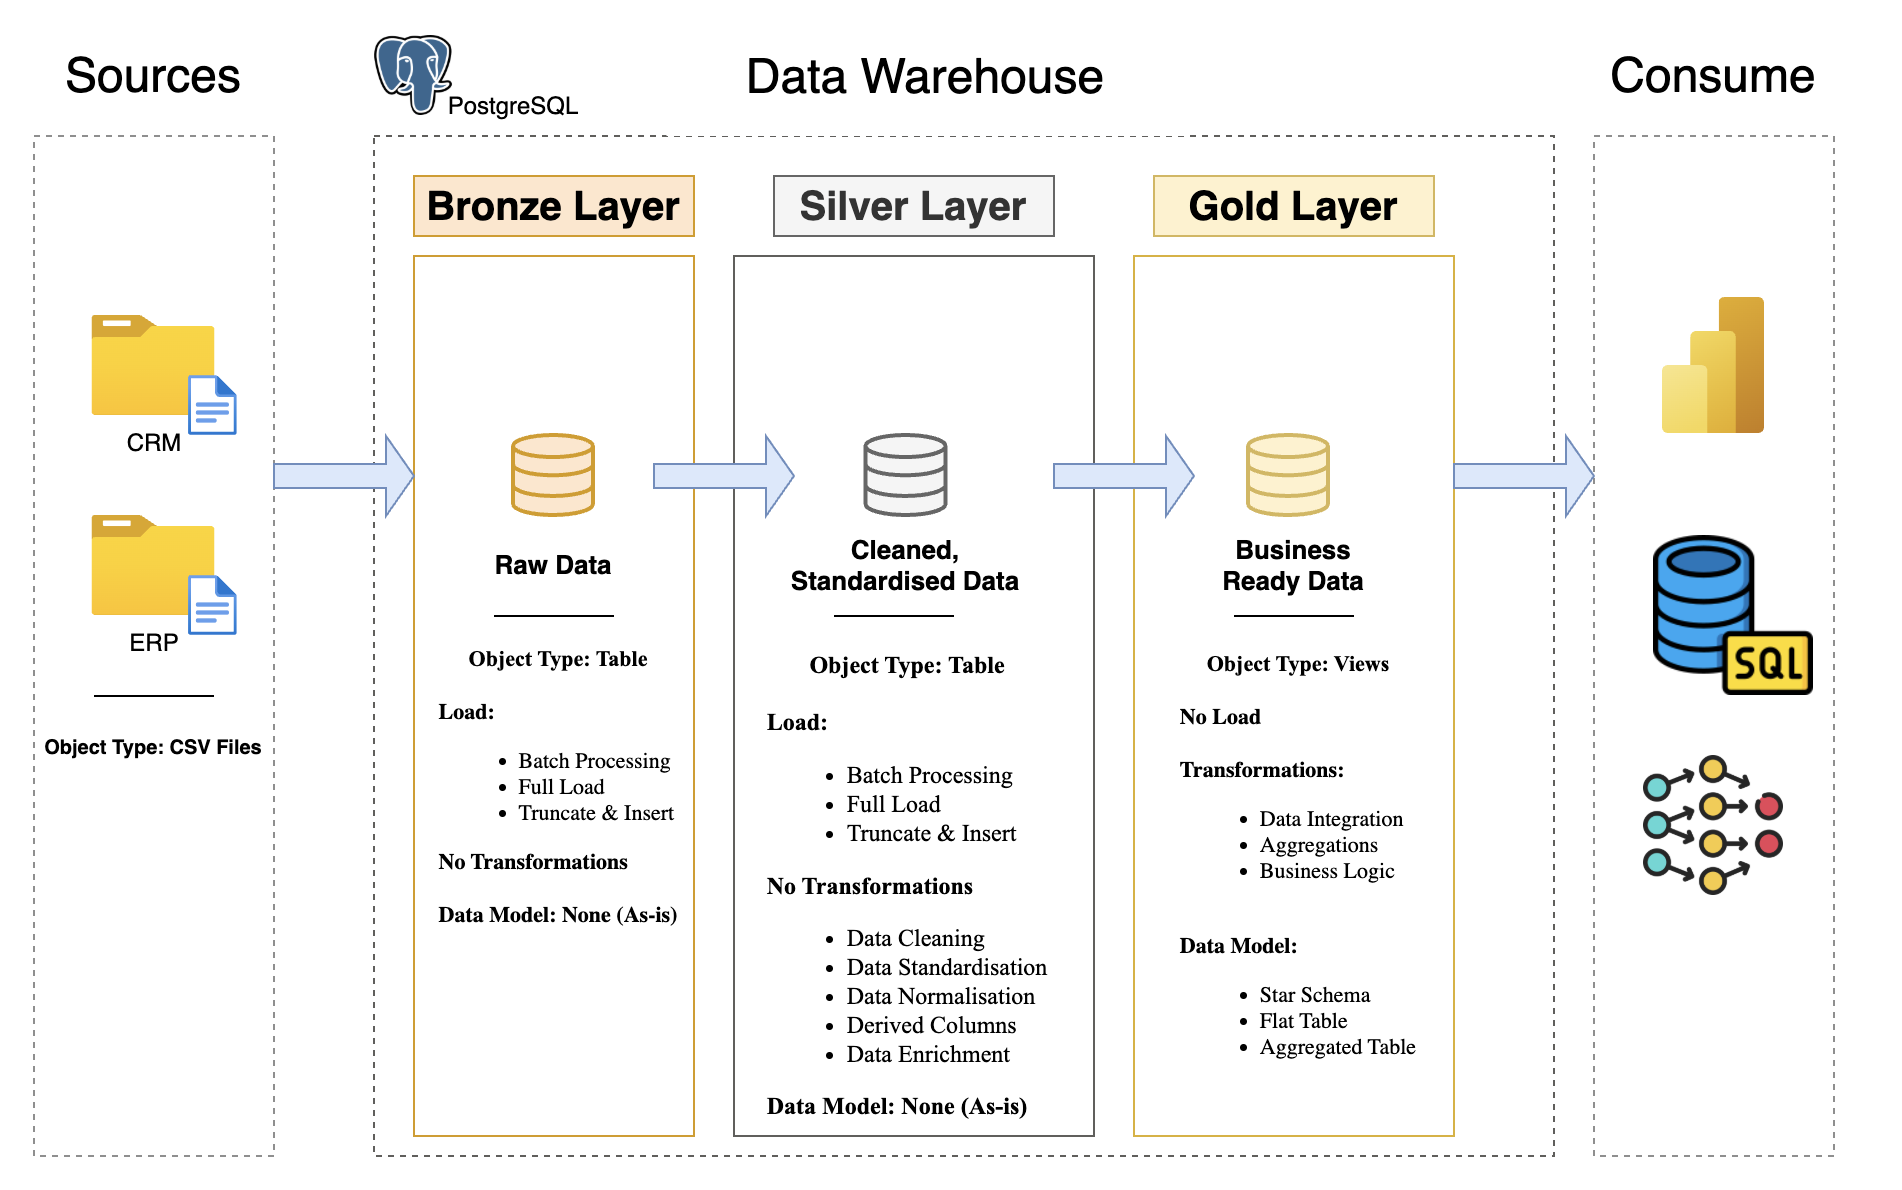 Sources
PostgreSQL
Data Warehouse
Consume
CRM
ERP
Object Type: CSV Files
Bronze Layer
Raw Data
Object Type: Table
Load:
• Batch Processing
• Full Load
• Truncate & Insert
No Transformations
Data Model: None (As-is)
Silver Layer
Cleaned,
Standardised Data
Object Type: Table
Load:
• Batch Processing
• Full Load
• Truncate & Insert
No Transformations
• Data Cleaning
• Data Standardisation
• Data Normalisation
• Derived Columns
• Data Enrichment
Data Model: None (As-is)
Gold Layer
Business
Ready Data
Object Type: Views
No Load
Transformations:
• Data Integration
• Aggregations
• Business Logic
Data Model:
• Star Schema
• Flat Table
• Aggregated Table
SQL